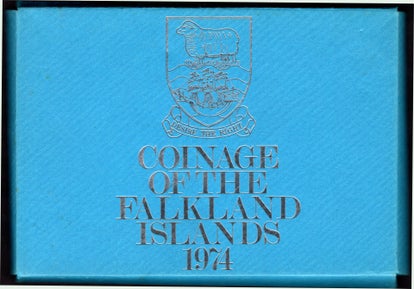 DESIRE THE RIGHT
COINAGE
OF THE
FALKLAND
ISLANDS
1974